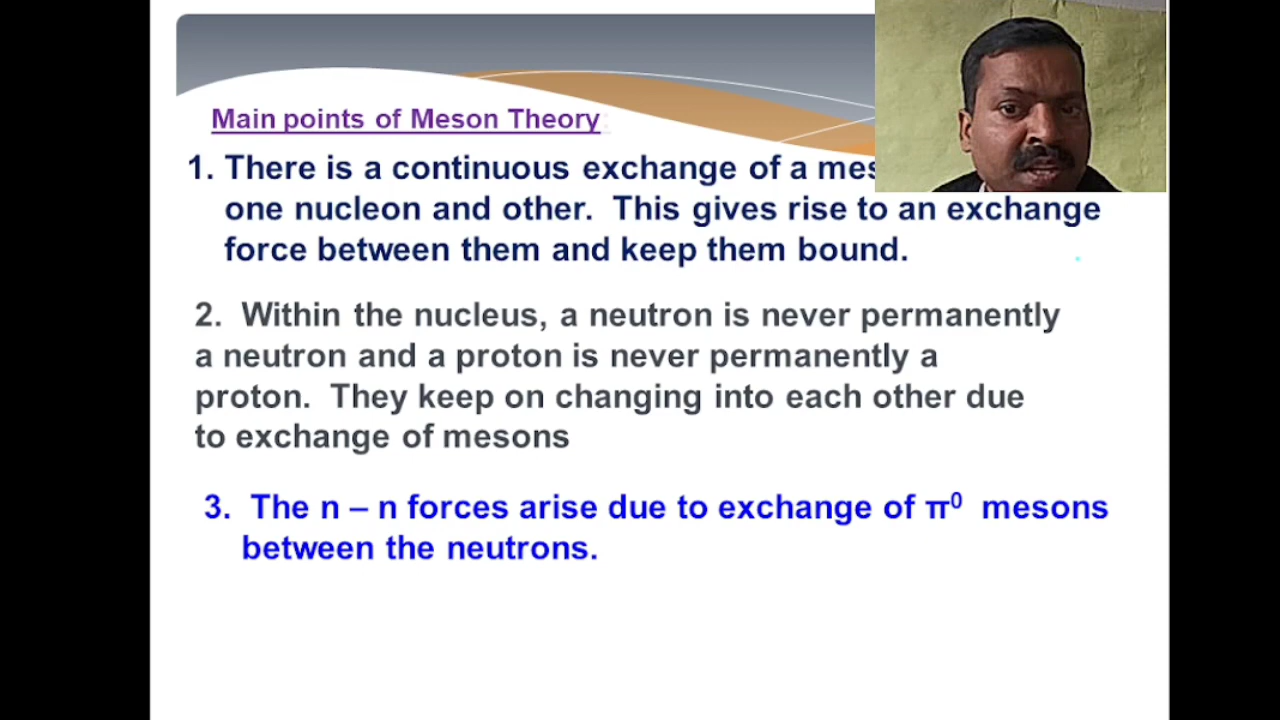 Main points of Meson Theory:
1. There is a continuous exchange of a
one nucleon and other. This gives rise to an exchange
force between them and keep them bound.
2. Within the nucleus, a neutron is never permanently
a neutron and a proton is never permanently a
proton. They keep on changing into each other due
to exchange of mesons
3. The n – n forces arise due to exchange of π⁰ mesons
between the neutrons.